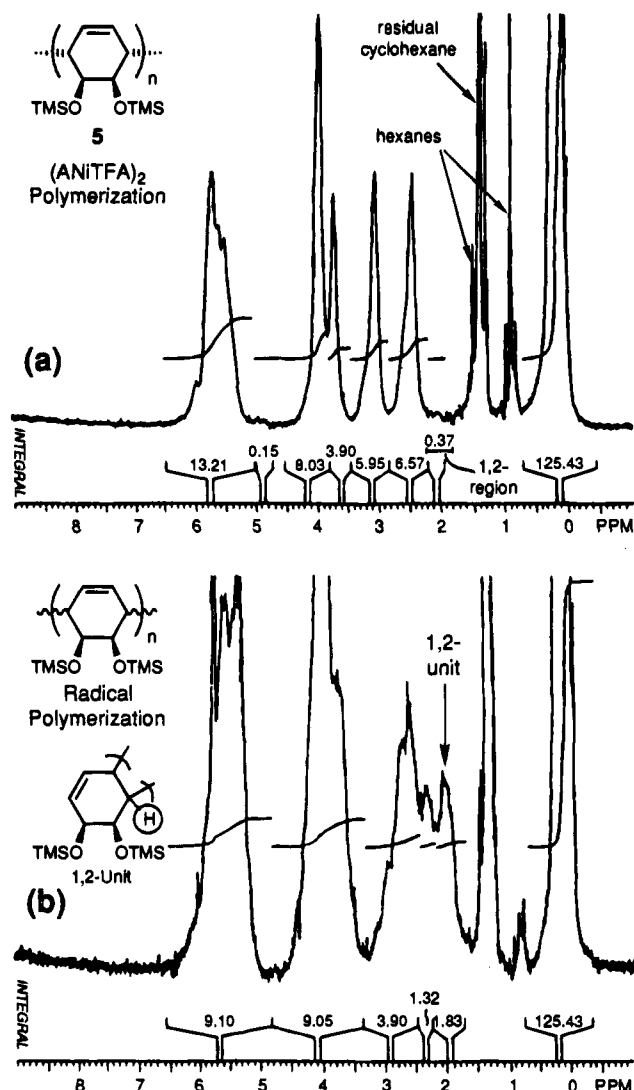 n
TMSO OTMS
5
(ANiTFA)2
Polymerization
residual
cyclohexane
hexanes
(a)
INTEGRAL
13.21 0.15 8.03 3.90 5.95 6.57 0.37 1,2-
region 125.43
8 7 6 5 4 3 2 1 0 PPM
n
TMSO OTMS
Radical
Polymerization
1,2-
unit
H
TMSO OTMS
1,2-Unit
(b)
INTEGRAL
9.10 9.05 3.90 1.32 1.83 125.43
8 7 6 5 4 3 2 1 0 PPM